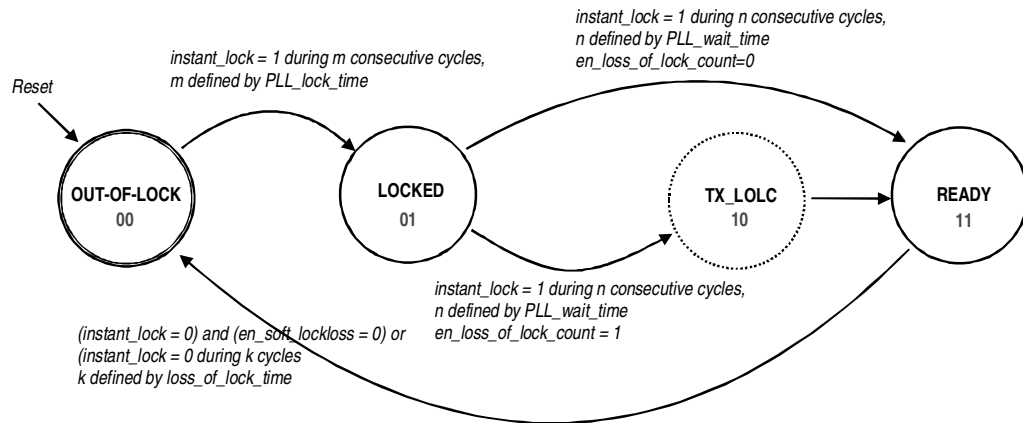 instant_lock = 1 during n consecutive cycles,
n defined by PLL_wait_time
en_loss_of_lock_count=0
instant_lock = 1 during m consecutive cycles,
m defined by PLL_lock_time
Reset
OUT-OF-LOCK
00
LOCKED
01
TX_LOLC
10
READY
11
instant_lock = 1 during n consecutive cycles,
n defined by PLL_wait_time
en_loss_of_lock_count = 1
(instant_lock = 0) and (en_soft_lockloss = 0) or
(instant_lock = 0 during k cycles
k defined by loss_of_lock_time